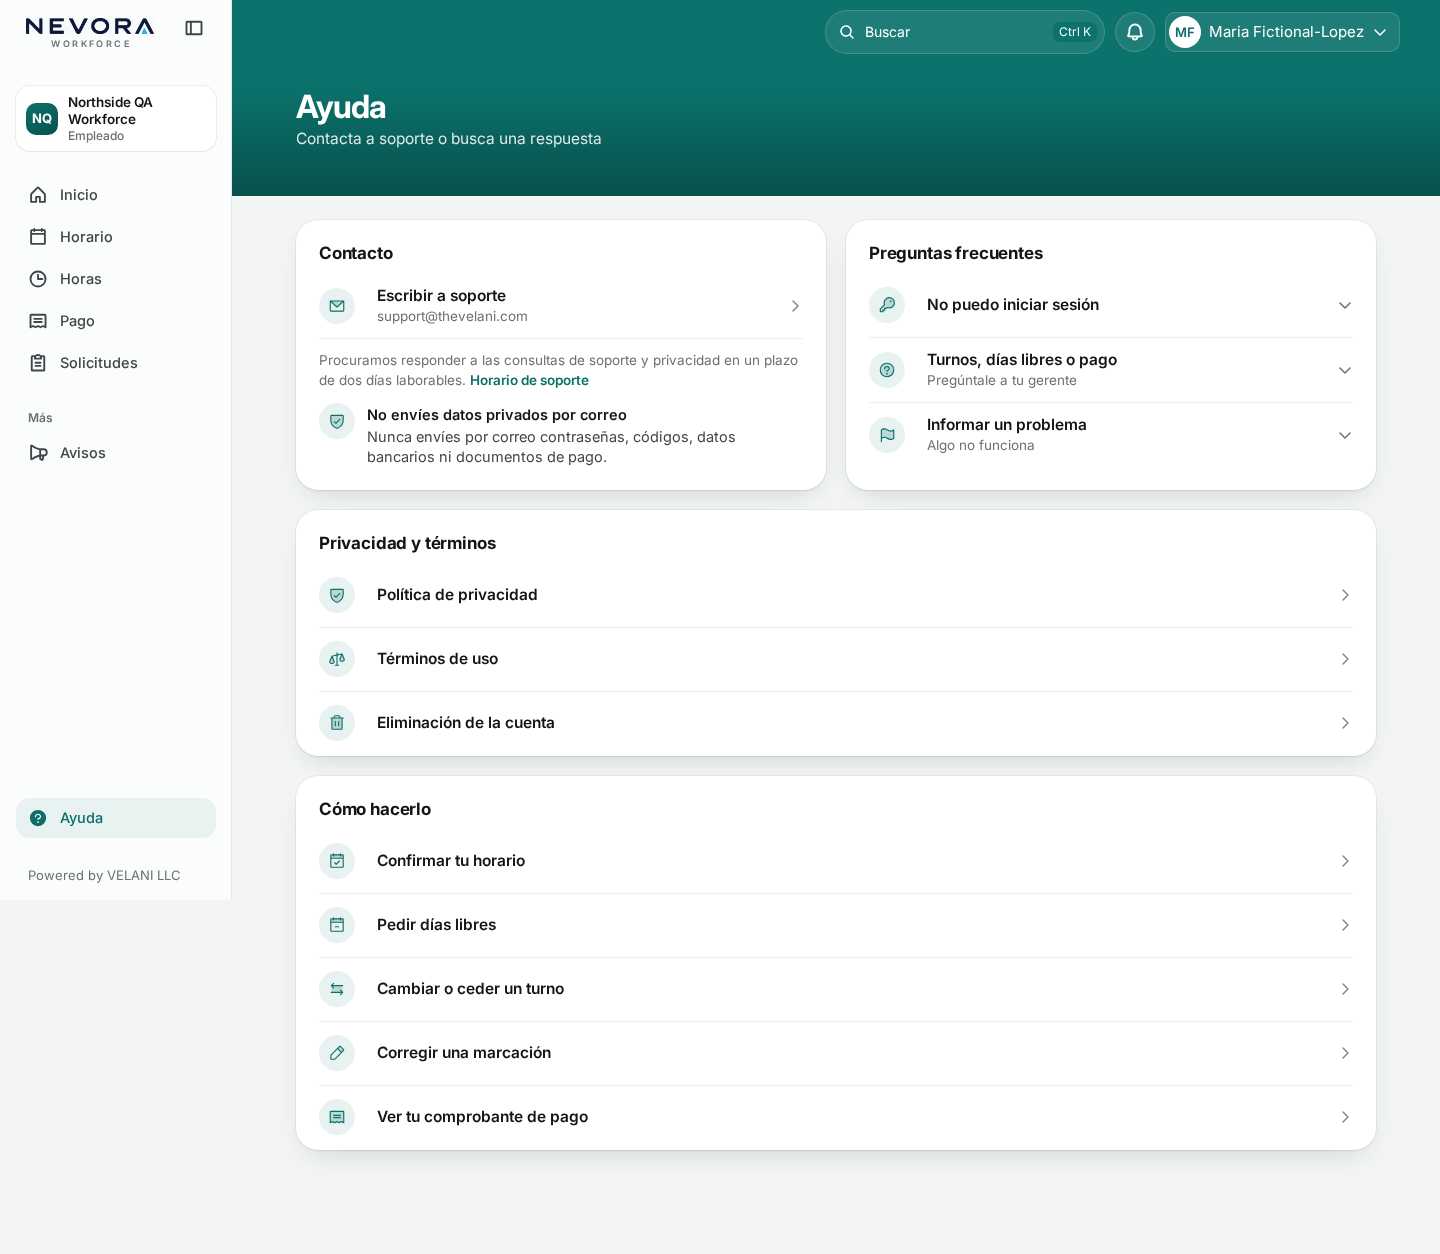 NEVORA
WORKFORCE
NQ
Northside QA
Workforce
Empleado
Inicio
Horario
Horas
Pago
Solicitudes
Más
Avisos
Ayuda
Powered by VELANI LLC
Buscar
Ctrl K
MF
Maria Fictional-Lopez
Ayuda
Contacta a soporte o busca una respuesta
Contacto
Escribir a soporte
support@thevelani.com
Procuramos responder a las consultas de soporte y privacidad en un plazo
de dos días laborables. Horario de soporte
No envíes datos privados por correo
Nunca envíes por correo contraseñas, códigos, datos
bancarios ni documentos de pago.
Preguntas frecuentes
No puedo iniciar sesión
Turnos, días libres o pago
Pregúntale a tu gerente
Informar un problema
Algo no funciona
Privacidad y términos
Política de privacidad
Términos de uso
Eliminación de la cuenta
Cómo hacerlo
Confirmar tu horario
Pedir días libres
Cambiar o ceder un turno
Corregir una marcación
Ver tu comprobante de pago